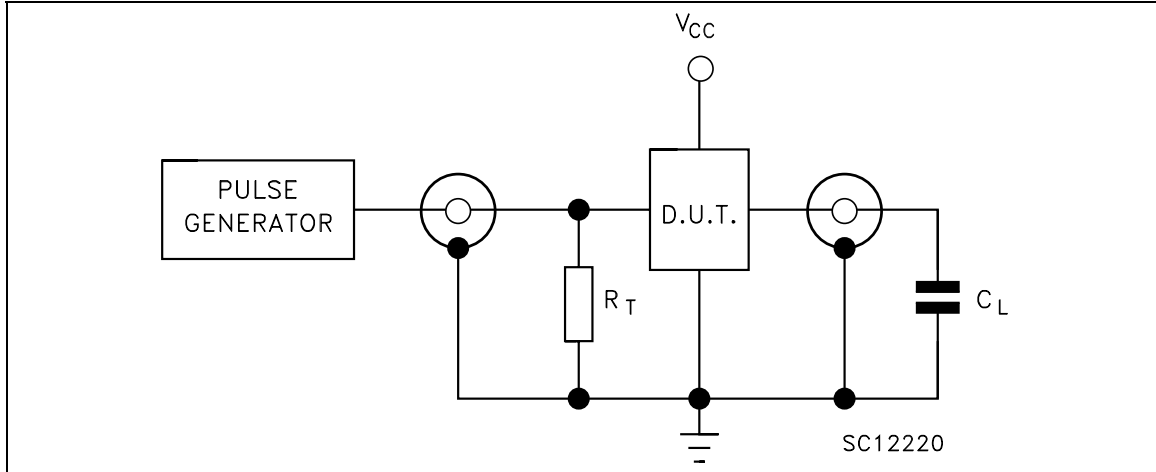 VCC
PULSE
GENERATOR
D.U.T.
RT
CL
SC12220